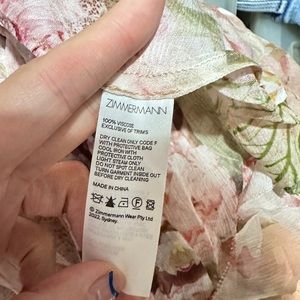 ZIMMERMANN
100% VISCOSE
EXCLUSIVE OF TRIMS
DRY CLEAN ONLY CODE F
WITH PROTECTIVE BAG
COOL IRON WITH
PROTECTIVE CLOTH
LIGHT STEAM ONLY
DO NOT SPOT CLEAN
TURN GARMENT INSIDE OUT
BEFORE DRY CLEANING
MADE IN CHINA
© Zimmermann Wear Pty Ltd
2022, Sydney.